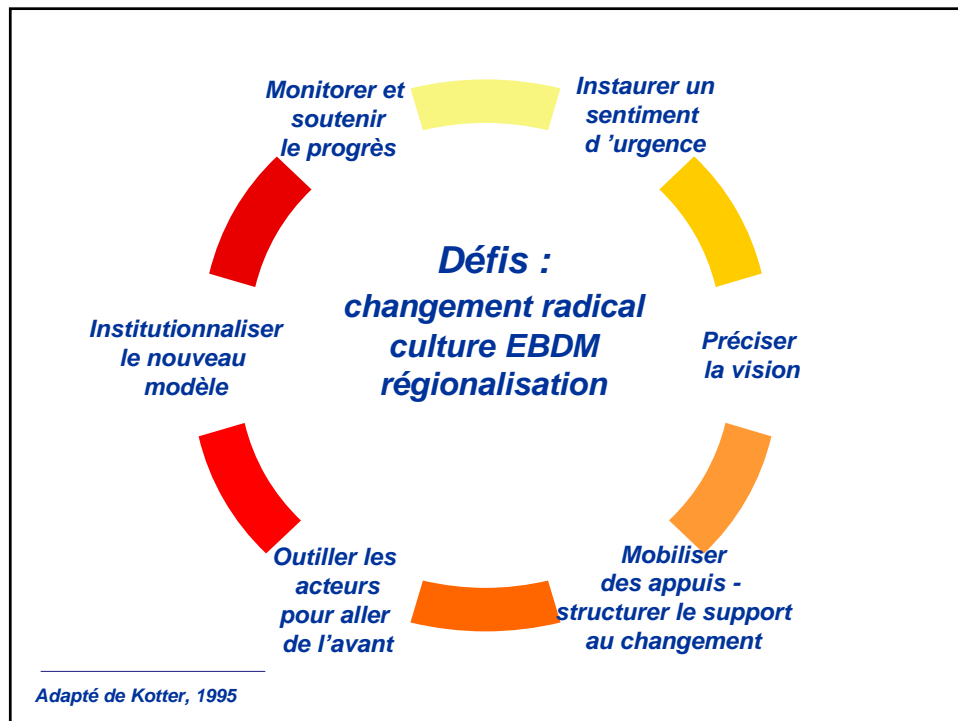 Monitorer et
soutenir
le progrès
Instaurer un
sentiment
d ’urgence
Défis :
changement radical
culture EBDM
régionalisation
Institutionnaliser
le nouveau
modèle
Préciser
la vision
Outiller les
acteurs
pour aller
de l’avant
Mobiliser
des appuis -
structurer le support
au changement
Adapté de Kotter, 1995